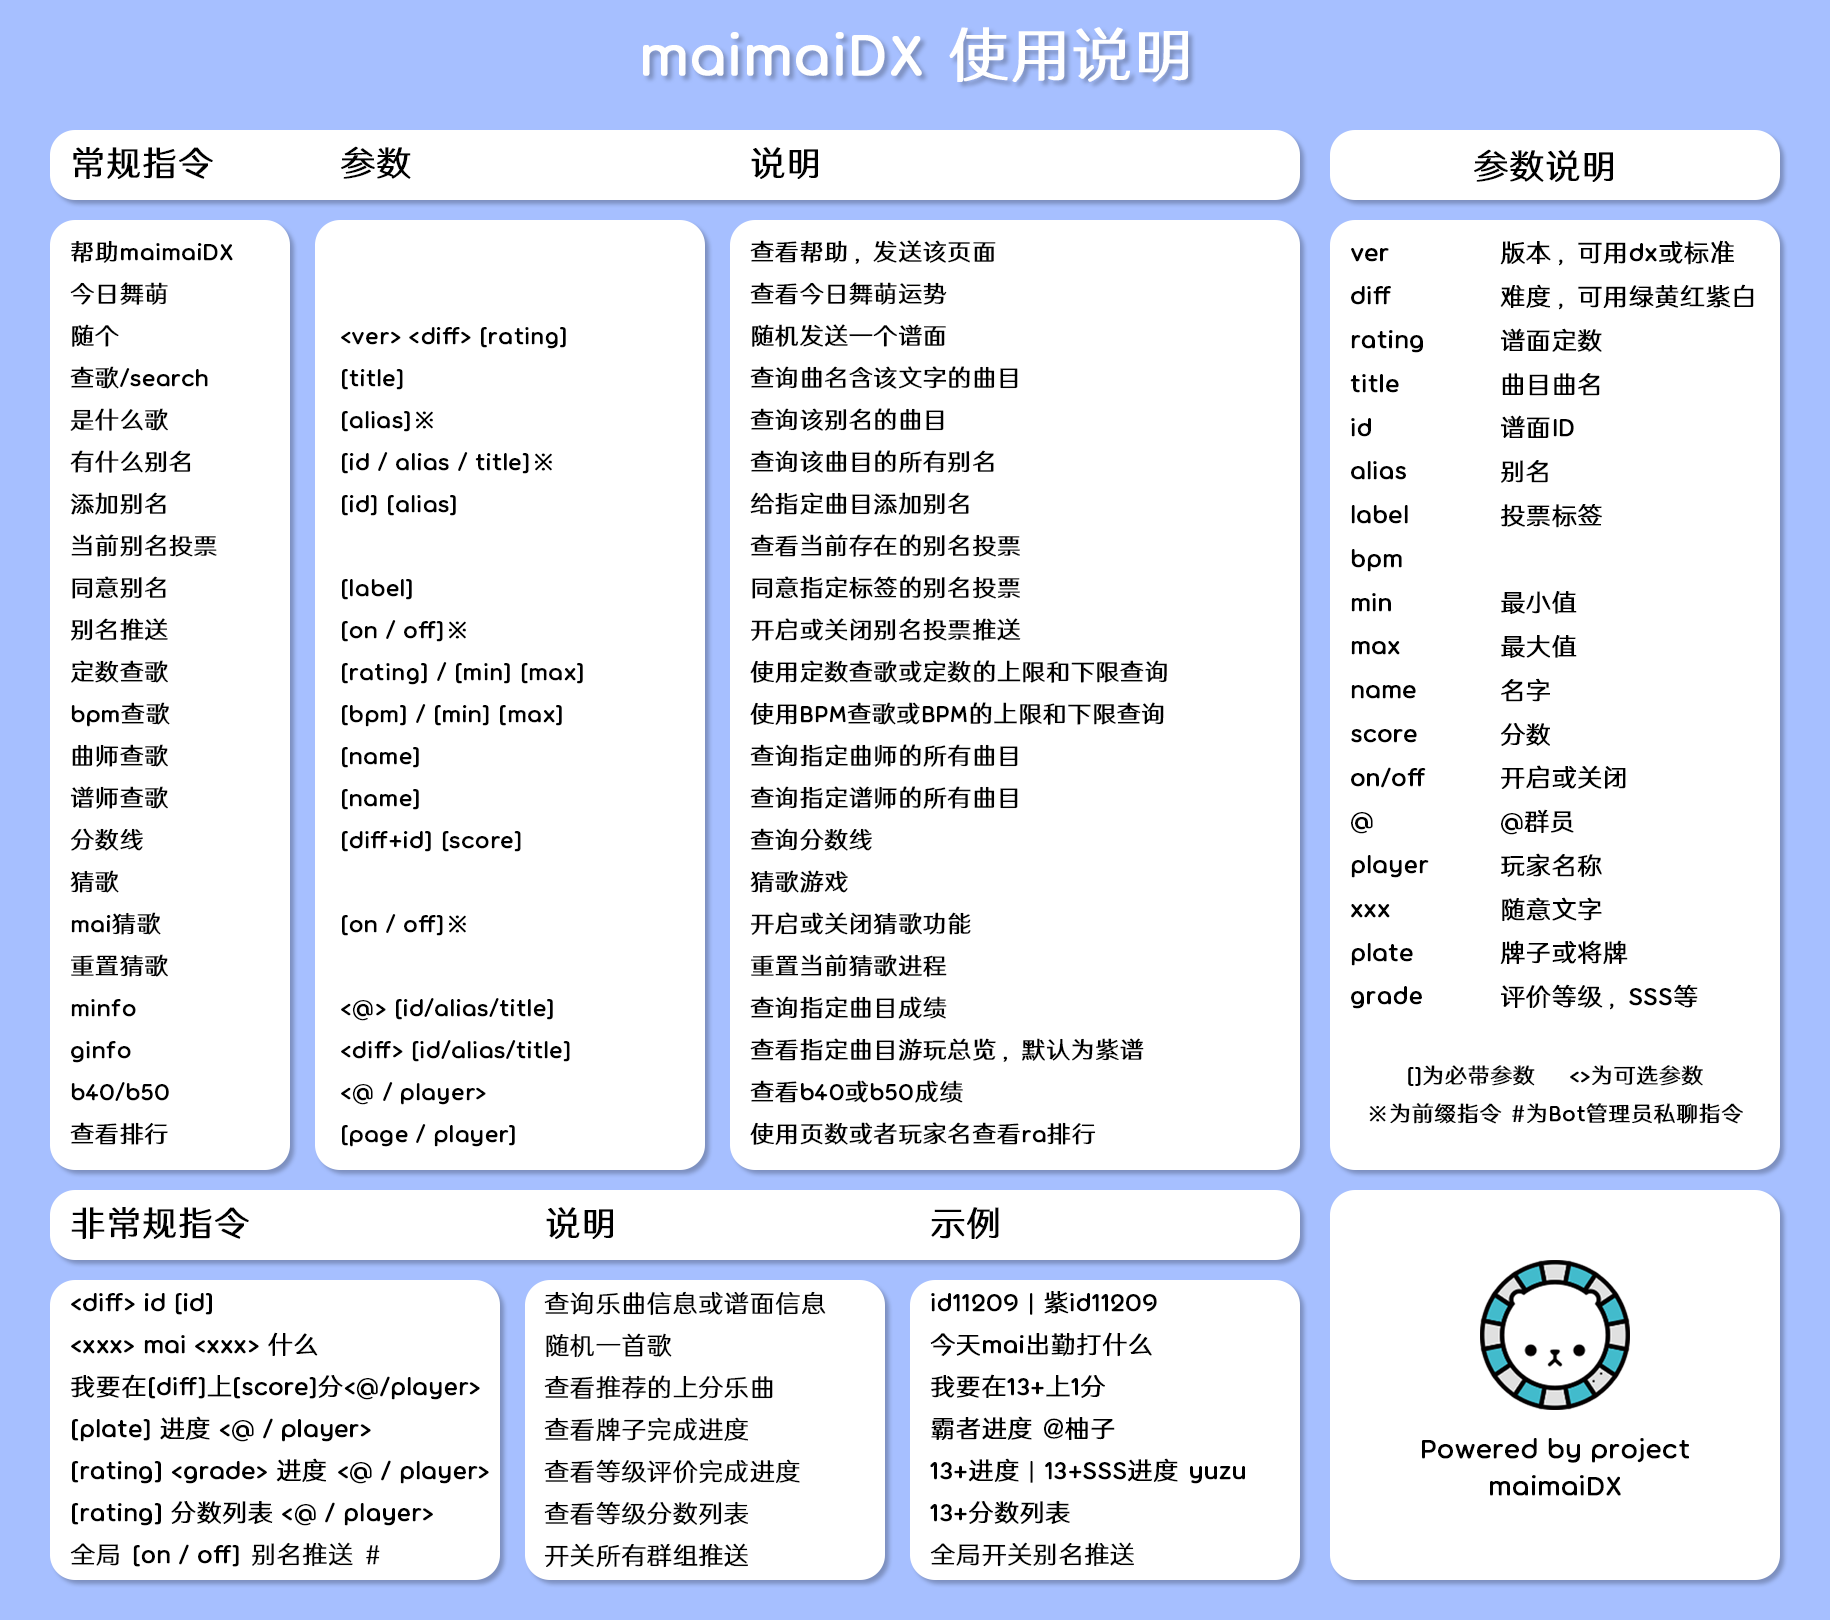 maimaiDX 使用说明
常规指令 参数 说明
帮助maimaiDX 查看帮助，发送该页面
今日舞萌 查看今日舞萌运势
随个 <ver> <diff> [rating] 随机发送一个谱面
查歌/search [title] 查询曲名含该文字的曲目
是什么歌 [alias]※ 查询该别名的曲目
有什么别名 [id / alias / title]※ 查询该曲目的所有别名
添加别名 [id] [alias] 给指定曲目添加别名
当前别名投票 查看当前存在的别名投票
同意别名 [label] 同意指定标签的别名投票
别名推送 [on / off]※ 开启或关闭别名投票推送
定数查歌 [rating] / [min] [max] 使用定数查歌或定数的上限和下限查询
bpm查歌 [bpm] / [min] [max] 使用BPM查歌或BPM的上限和下限查询
曲师查歌 [name] 查询指定曲师的所有曲目
谱师查歌 [name] 查询指定谱师的所有曲目
分数线 [diff+id] [score] 查询分数线
猜歌 猜歌游戏
mai猜歌 [on / off]※ 开启或关闭猜歌功能
重置猜歌 重置当前猜歌进程
minfo <@> [id/alias/title] 查询指定曲目成绩
ginfo <diff> [id/alias/title] 查看指定曲目游玩总览，默认为紫谱
b40/b50 <@ / player> 查看b40或b50成绩
查看排行 [page / player] 使用页数或者玩家名查看ra排行
参数说明
ver 版本，可用dx或标准
diff 难度，可用绿黄红紫白
rating 谱面定数
title 曲目曲名
id 谱面ID
alias 别名
label 投票标签
bpm
min 最小值
max 最大值
name 名字
score 分数
on/off 开启或关闭
@ @群员
player 玩家名称
xxx 随意文字
plate 牌子或将牌
grade 评价等级，SSS等
[]为必带参数 <>为可选参数
※为前缀指令 #为Bot管理员私聊指令
非常规指令 说明 示例
<diff> id [id] 查询乐曲信息或谱面信息 id11209 | 紫id11209
<xxx> mai <xxx> 什么 随机一首歌 今天mai出勤打什么
我要在[diff]上[score]分<@/player> 查看推荐的上分乐曲 我要在13+上1分
[plate] 进度 <@ / player> 查看牌子完成进度 霸者进度 @柚子
[rating] <grade> 进度 <@ / player> 查看等级评价完成进度 13+进度 | 13+SSS进度 yuzu
[rating] 分数列表 <@ / player> 查看等级分数列表 13+分数列表
全局 [on / off] 别名推送 # 开关所有群组推送 全局开关别名推送
Powered by project
maimaiDX